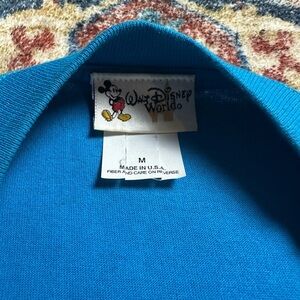 Walt Disney
World
M
MADE IN U.S.A.
FIBER AND CARE ON REVERSE